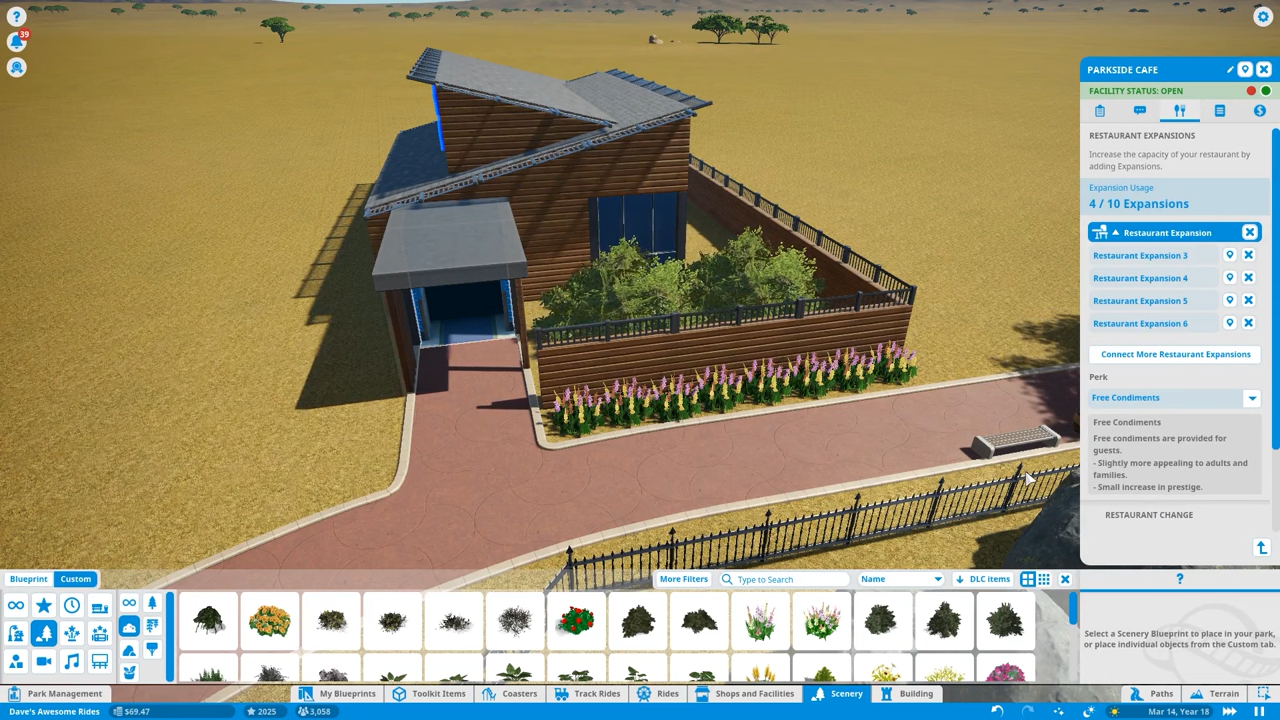 ?
39
PARKSIDE CAFE
FACILITY STATUS: OPEN
RESTAURANT EXPANSIONS
Increase the capacity of your restaurant by
adding Expansions.
Expansion Usage
4 / 10 Expansions
Restaurant Expansion
Restaurant Expansion 3
Restaurant Expansion 4
Restaurant Expansion 5
Restaurant Expansion 6
Connect More Restaurant Expansions
Perk
Free Condiments
Free Condiments
Free condiments are provided for
guests.
- Slightly more appealing to adults and
families.
- Small increase in prestige.
RESTAURANT CHANGE
Blueprint Custom More Filters Type to Search Name DLC items ?
Select a Scenery Blueprint to place in your park,
or place individual objects from the Custom tab.
Park Management My Blueprints Toolkit Items Coasters Track Rides Rides Shops and Facilities Scenery Building Paths Terrain
Dave's Awesome Rides $69.47 2025 3,058 Mar 14, Year 18